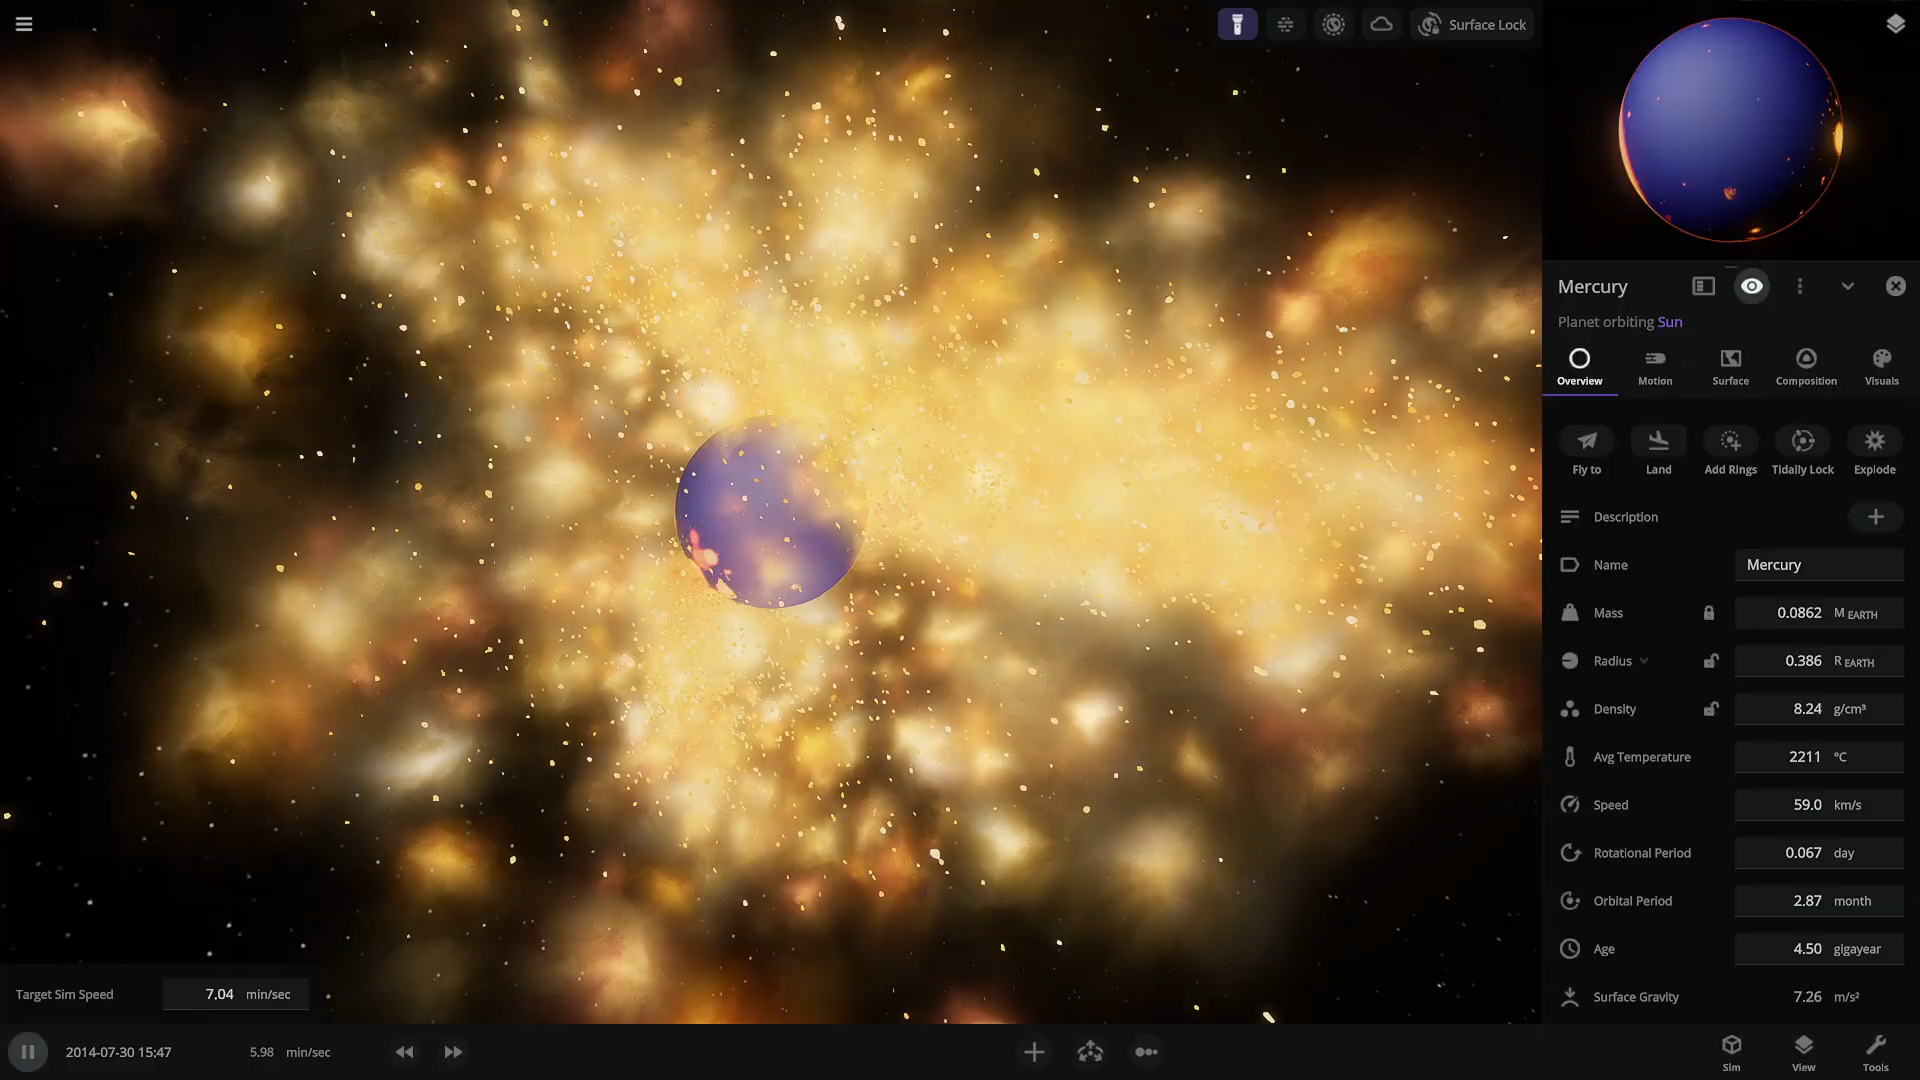 Surface Lock
Mercury
Planet orbiting Sun
Overview
Motion
Surface
Composition
Visuals
Fly to
Land
Add Rings
Tidally Lock
Explode
Description
Name Mercury
Mass 0.0862 M EARTH
Radius 0.386 R EARTH
Density 8.24 g/cm³
Avg Temperature 2211 °C
Speed 59.0 km/s
Rotational Period 0.067 day
Orbital Period 2.87 month
Age 4.50 gigayear
Surface Gravity 7.26 m/s²
Target Sim Speed 7.04 min/sec
2014-07-30 15:47 5.98 min/sec
Sim
View
Tools